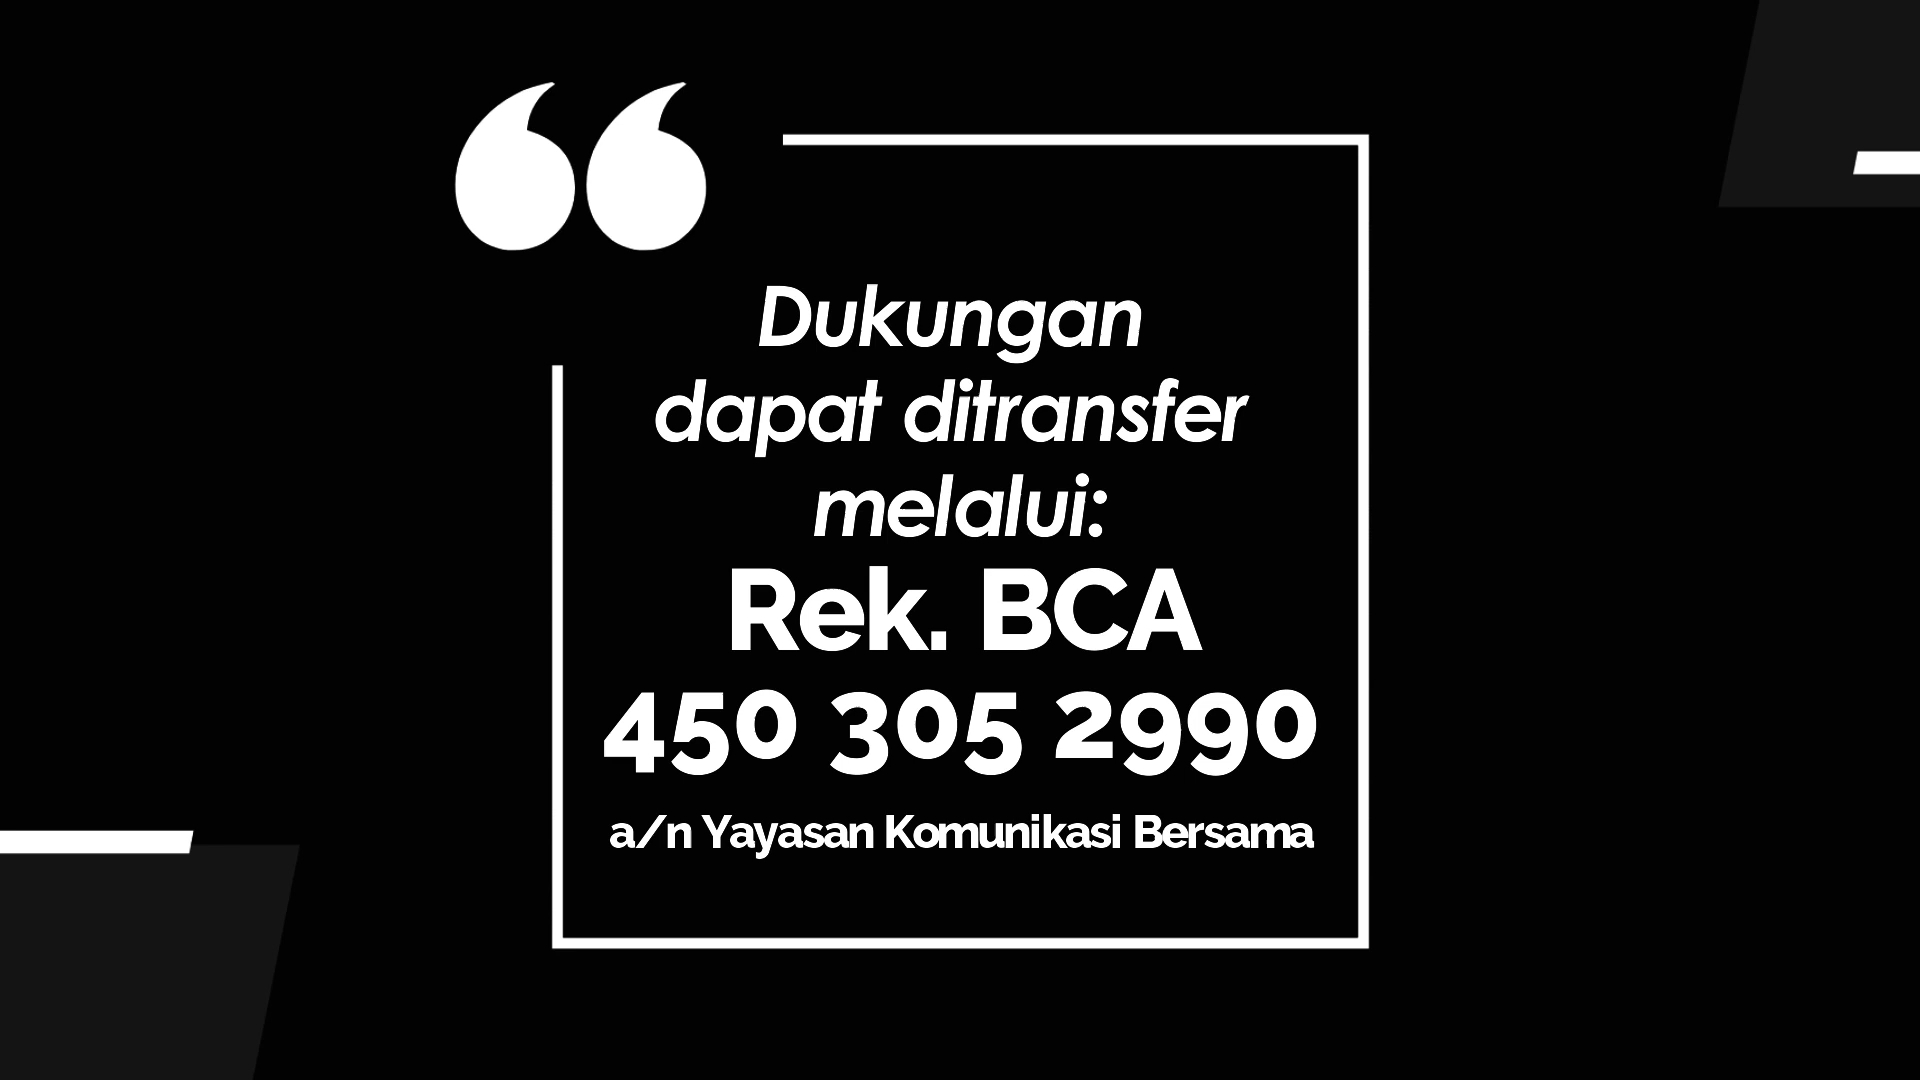 Dukungan
dapat ditransfer
melalui:
Rek. BCA
450 305 2990
a/n Yayasan Komunikasi Bersama